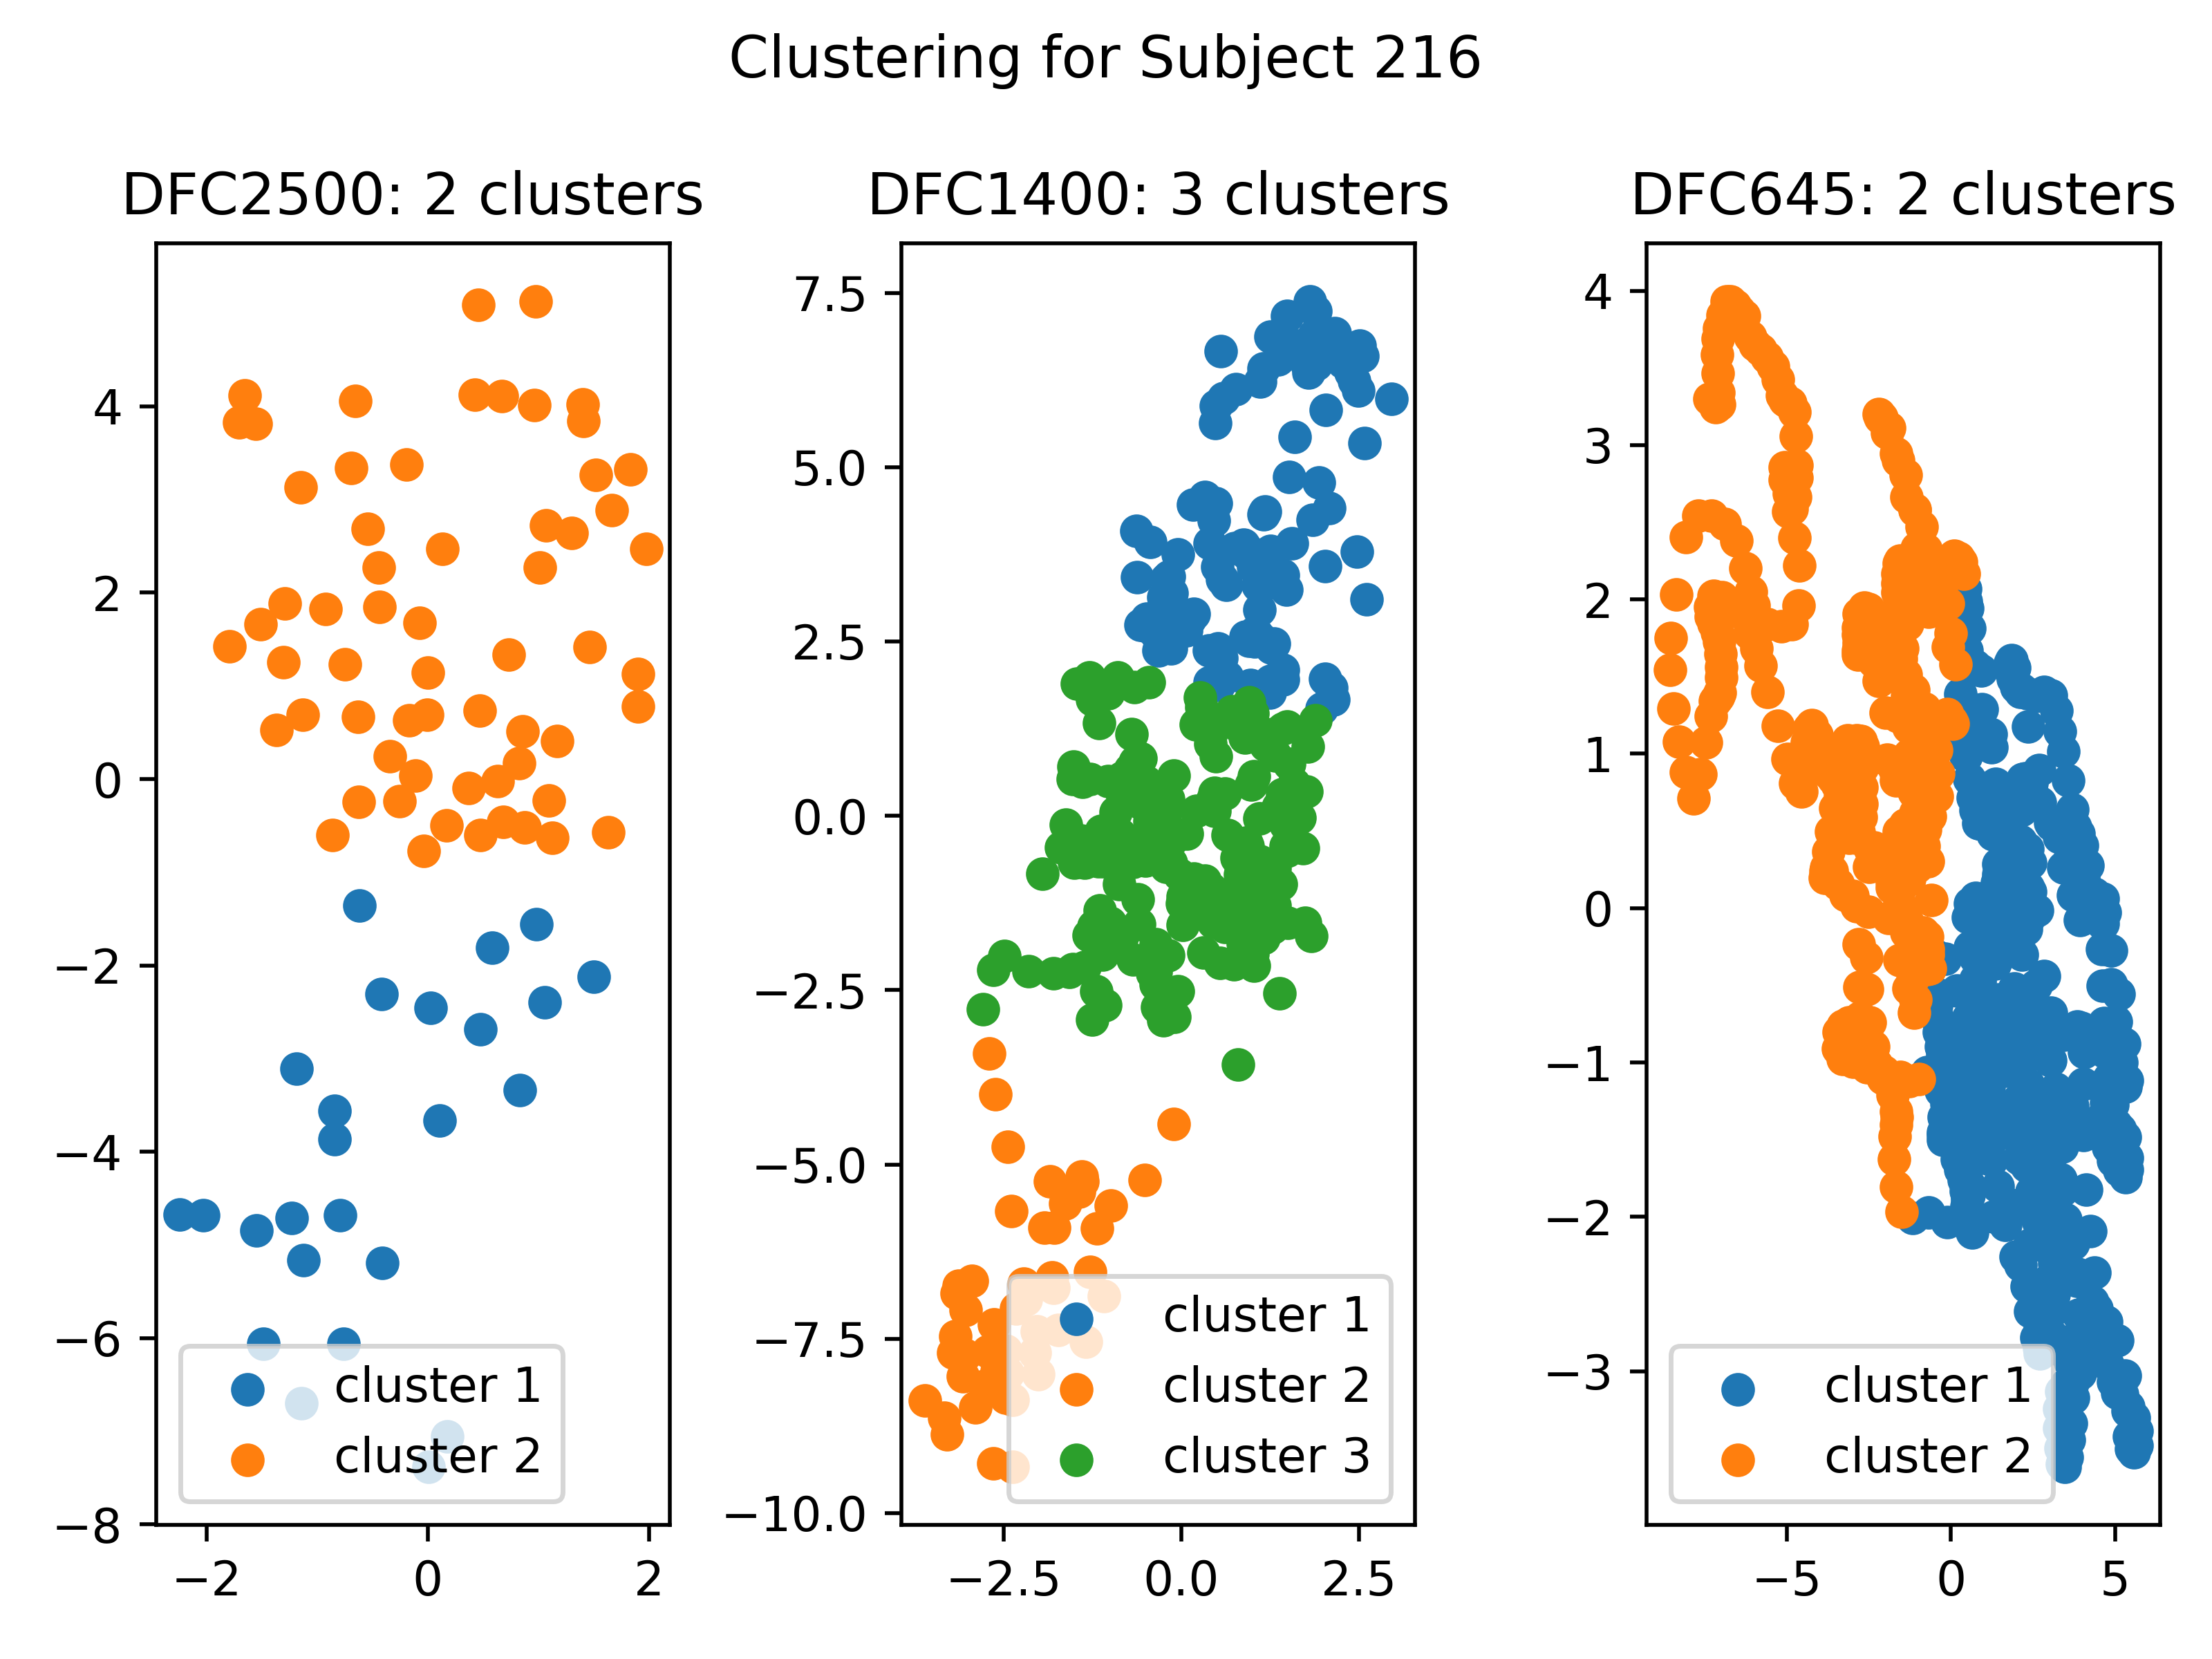 Clustering for Subject 216
DFC2500: 2 clusters
4
2
0
−2
−4
−6
−8
−2
0
2
cluster 1
cluster 2
DFC1400: 3 clusters
7.5
5.0
2.5
0.0
−2.5
−5.0
−7.5
−10.0
−2.5
0.0
2.5
cluster 1
cluster 2
cluster 3
DFC645: 2 clusters
4
3
2
1
0
−1
−2
−3
−5
0
5
cluster 1
cluster 2